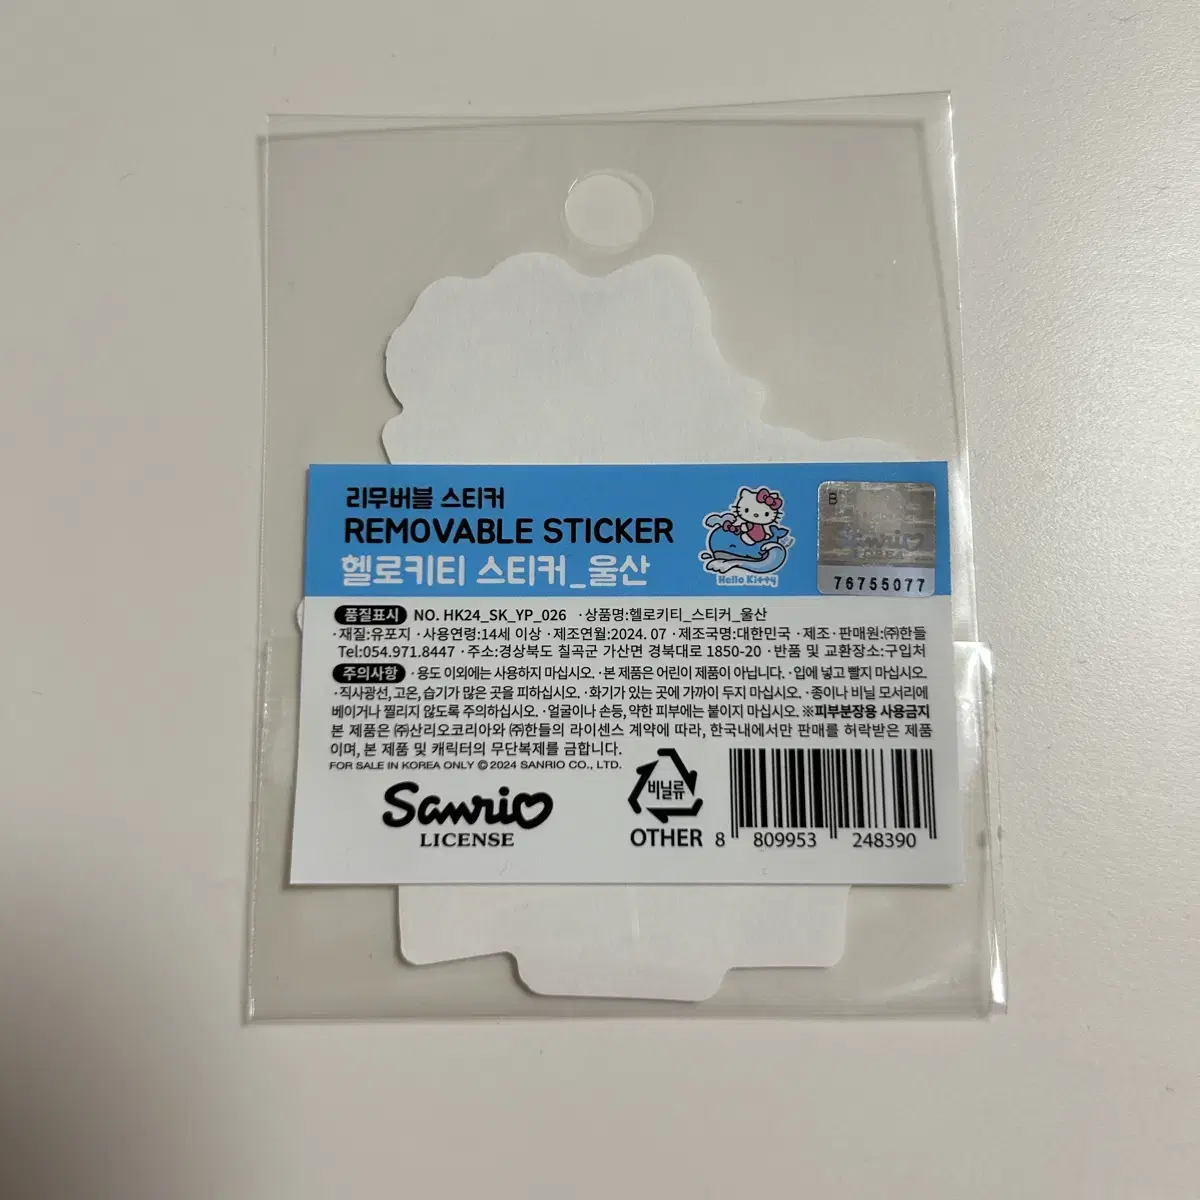 리무버블 스티커
REMOVABLE STICKER
헬로키티 스티커_울산
Hello Kitty
B
Sanrio
KOREA
76755077
품질표시 NO. HK24_SK_YP_026 ·상품명:헬로키티_스티커_울산
·재질:유포지 ·사용연령:14세 이상 ·제조연월:2024. 07 ·제조국명:대한민국 ·제조·판매원:㈜한들
Tel:054.971.8447 ·주소:경상북도 칠곡군 가산면 경북대로 1850-20 ·반품 및 교환장소:구입처
주의사항 ·용도 이외에는 사용하지 마십시오. ·본 제품은 어린이 제품이 아닙니다. ·입에 넣고 빨지 마십시오.
·직사광선, 고온, 습기가 많은 곳을 피하십시오. ·화기가 있는 곳에 가까이 두지 마십시오. ·종이나 비닐 모서리에
베이거나 찔리지 않도록 주의하십시오. ·얼굴이나 손등, 약한 피부에는 붙이지 마십시오. ※피부분장용 사용금지
본 제품은 ㈜산리오코리아와 ㈜한들의 라이센스 계약에 따라, 한국내에서만 판매를 허락받은 제품
이며, 본 제품 및 캐릭터의 무단복제를 금합니다.
FOR SALE IN KOREA ONLY © 2024 SANRIO CO., LTD.
Sanrio
LICENSE
비닐류
OTHER
8 809953 248390